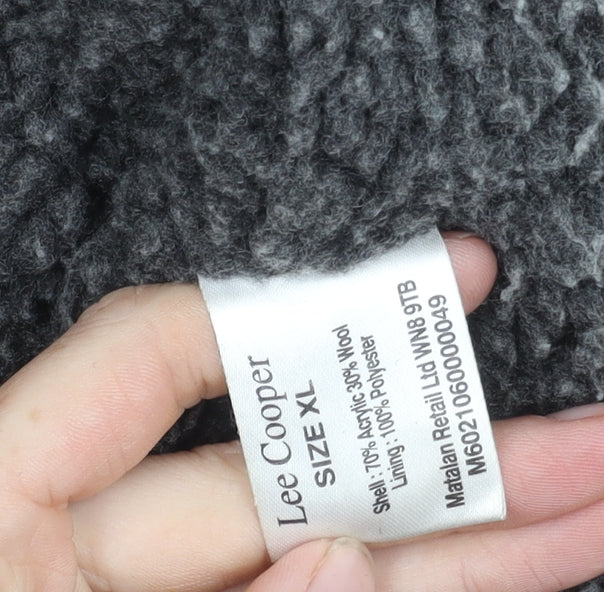 Lee Cooper
SIZE XL
Shell : 70% Acrylic 30% Wool
Lining : 100% Polyester
Matalan Retail Ltd WN8 9TB
M6021060000049